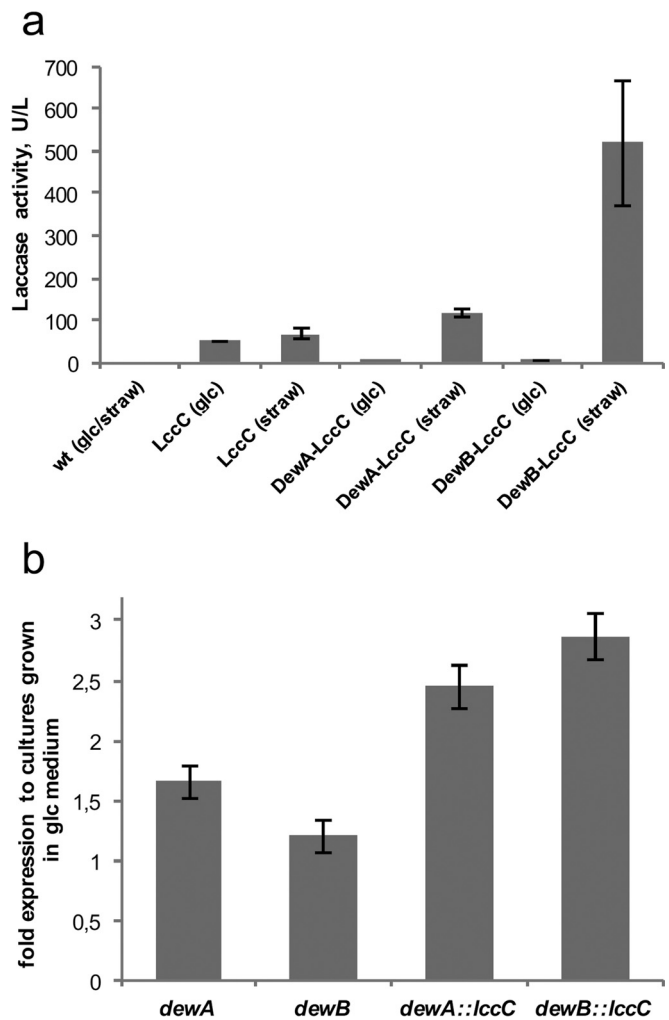 a
Laccase activity, U/L
700
600
500
400
300
200
100
0
wt (glc/straw)
LccC (glc)
LccC (straw)
DewA-LccC (glc)
DewA-LccC (straw)
DewB-LccC (glc)
DewB-LccC (straw)
b
fold expression to cultures grown
in glc medium
3
2,5
2
1,5
1
0,5
0
dewA
dewB
dewA::lccC
dewB::lccC